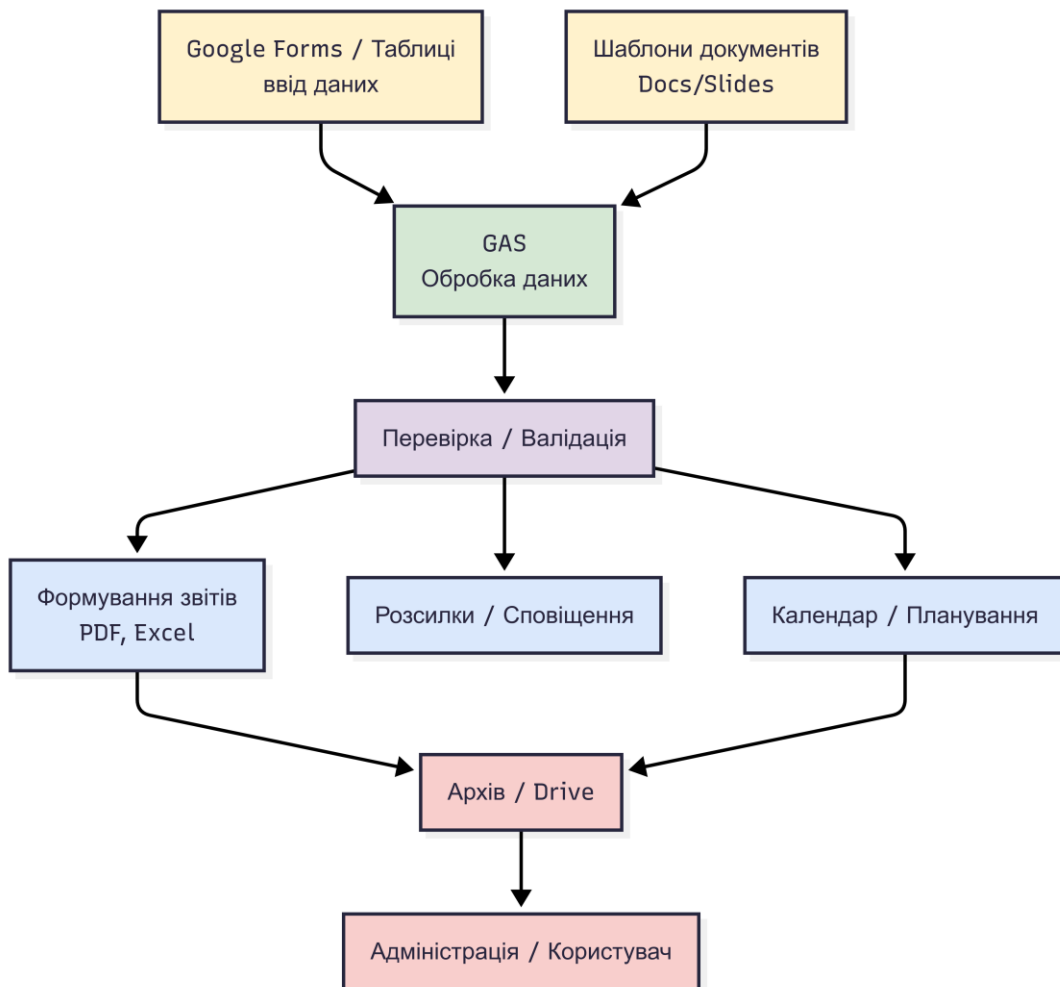 Google Forms / Таблиці
ввід даних
Шаблони документів
Docs/Slides
GAS
Обробка даних
Перевірка / Валідація
Формування звітів
PDF, Excel
Розсилки / Сповіщення
Календар / Планування
Архів / Drive
Адміністрація / Користувач